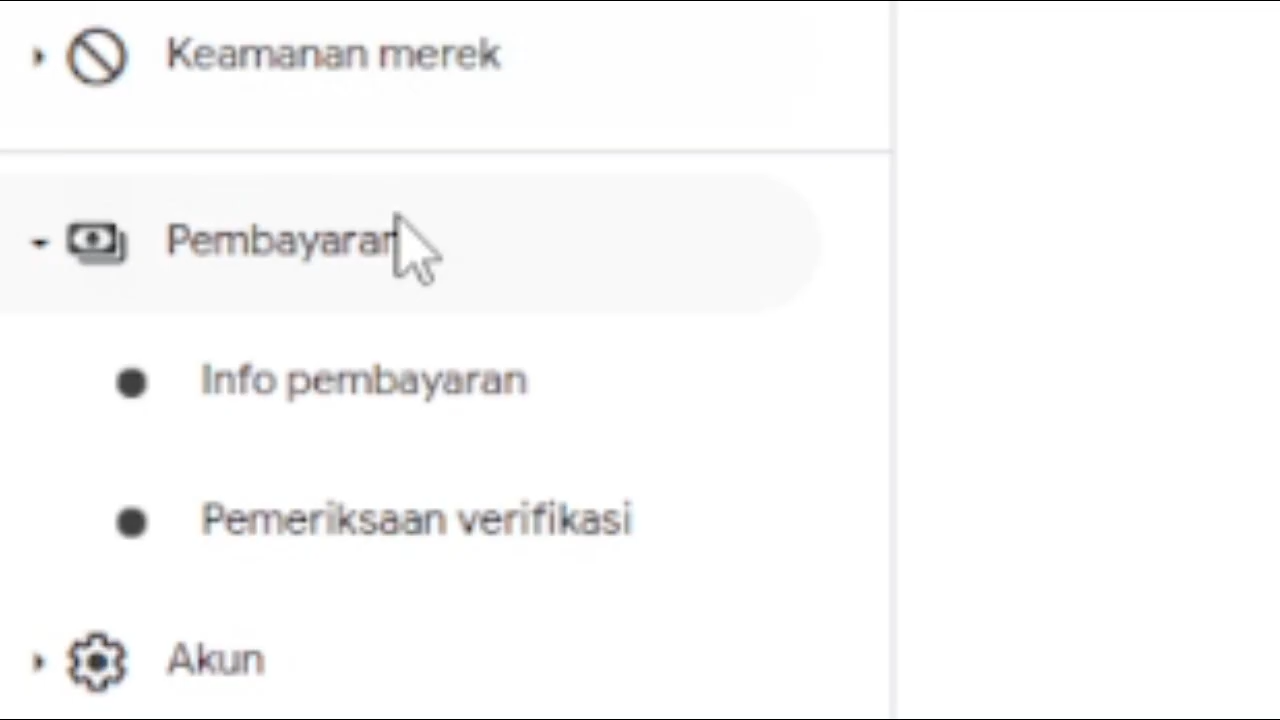 Keamanan merek
Pembayaran
Info pembayaran
Pemeriksaan verifikasi
Akun